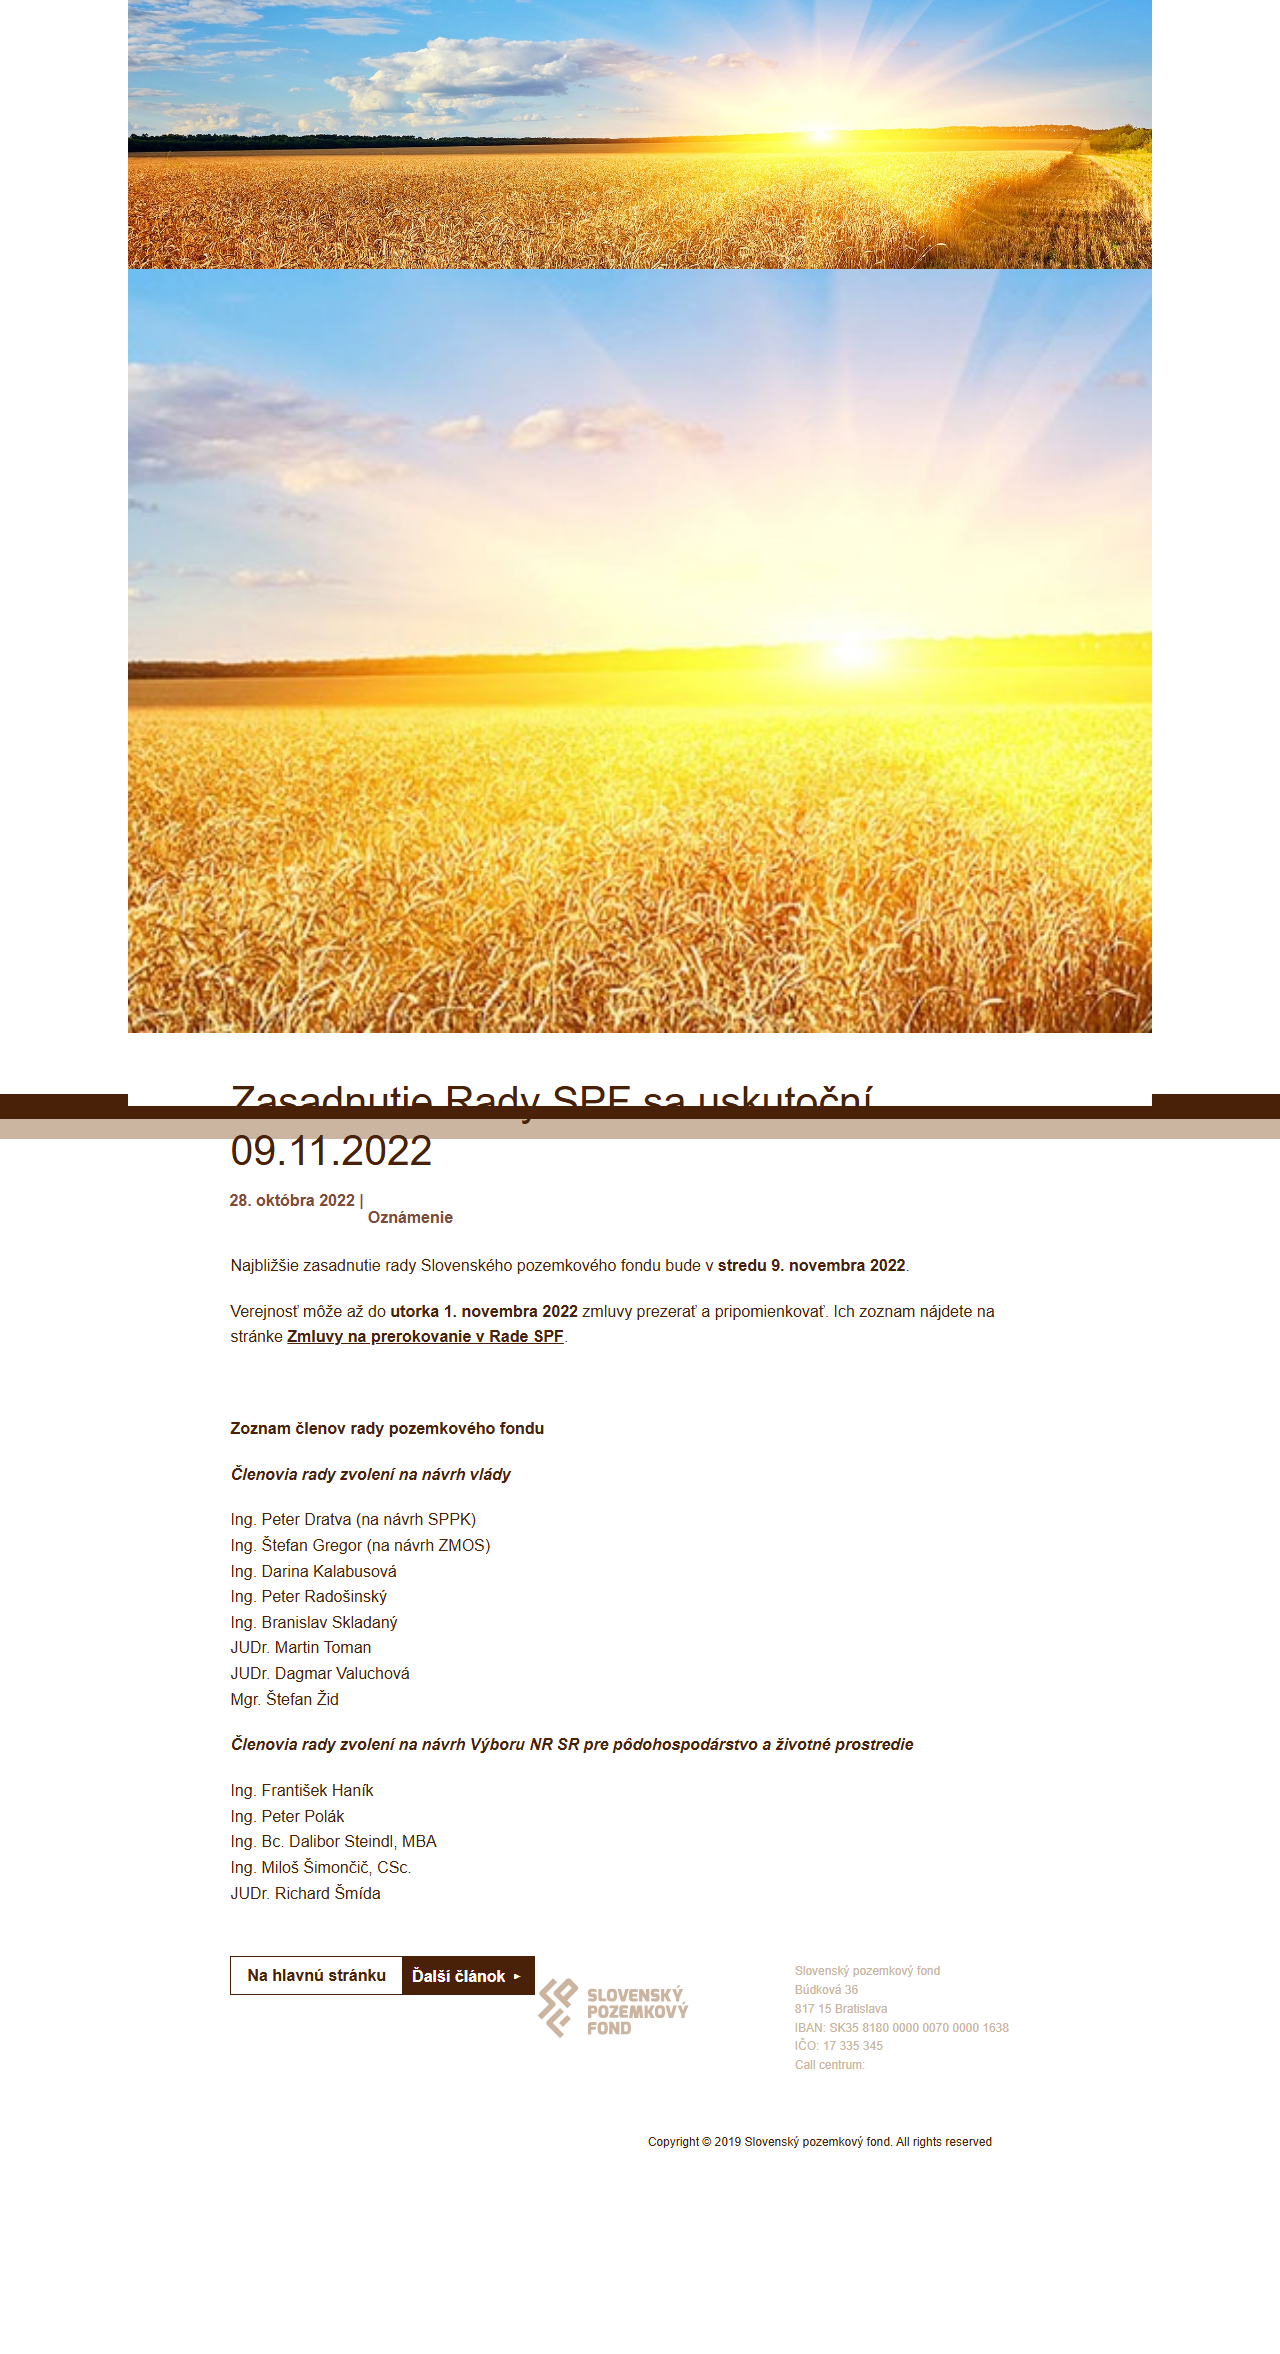 Zasadnutie Rady SPF sa uskutoční
09.11.2022
28. októbra 2022 |
Oznámenie
Najbližšie zasadnutie rady Slovenského pozemkového fondu bude v stredu 9. novembra 2022.
Verejnosť môže až do utorka 1. novembra 2022 zmluvy prezerať a pripomienkovať. Ich zoznam nájdete na
stránke Zmluvy na prerokovanie v Rade SPF.
Zoznam členov rady pozemkového fondu
Členovia rady zvolení na návrh vlády
Ing. Peter Dratva (na návrh SPPK)
Ing. Štefan Gregor (na návrh ZMOS)
Ing. Darina Kalabusová
Ing. Peter Radošinský
Ing. Branislav Skladaný
JUDr. Martin Toman
JUDr. Dagmar Valuchová
Mgr. Štefan Žid
Členovia rady zvolení na návrh Výboru NR SR pre pôdohospodárstvo a životné prostredie
Ing. František Haník
Ing. Peter Polák
Ing. Bc. Dalibor Steindl, MBA
Ing. Miloš Šimončič, CSc.
JUDr. Richard Šmída
Na hlavnú stránku
Ďalší článok ►
SLOVENSKÝ
POZEMKOVÝ
FOND
Slovenský pozemkový fond
Búdková 36
817 15 Bratislava
IBAN: SK35 8180 0000 0070 0000 1638
IČO: 17 335 345
Call centrum:
Copyright © 2019 Slovenský pozemkový fond. All rights reserved